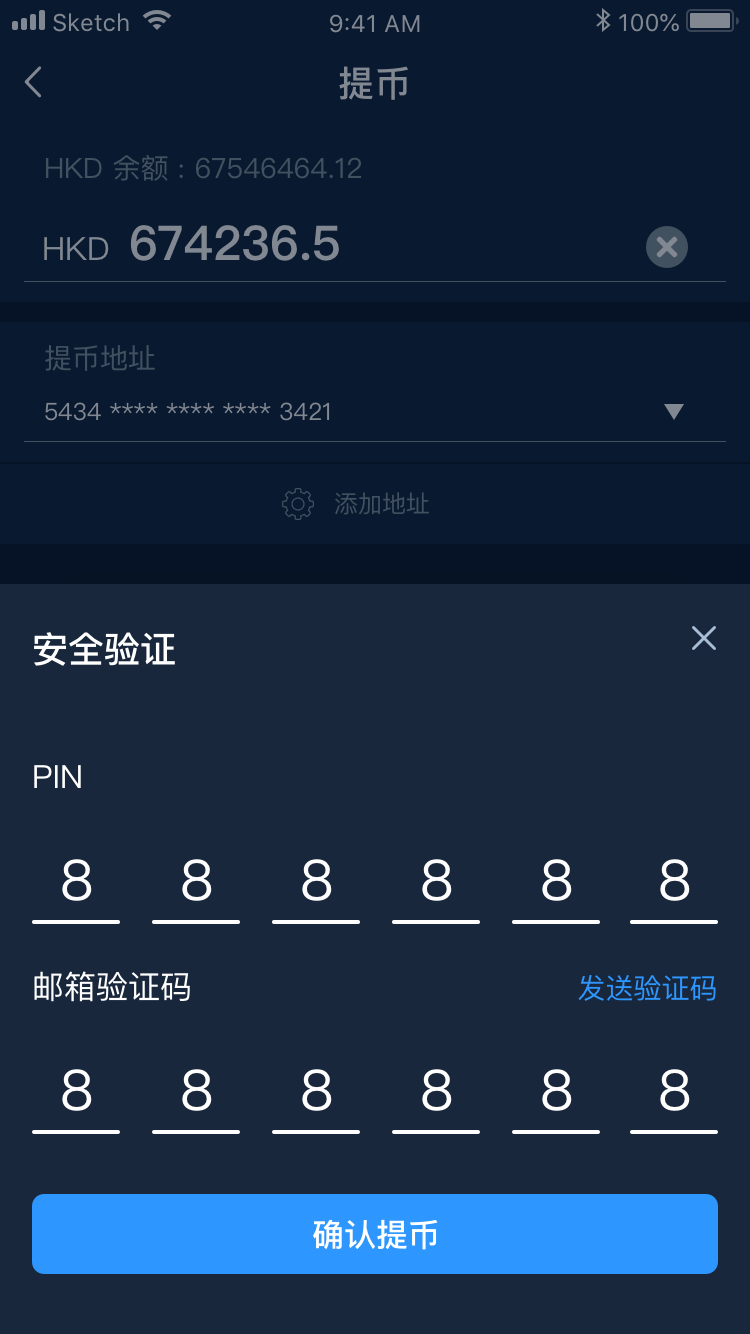 Sketch 9:41 AM 100%
提币
HKD 余额：67546464.12
HKD 674236.5
提币地址
5434 **** **** **** 3421
添加地址
安全验证
PIN
8 8 8 8 8 8
邮箱验证码 发送验证码
8 8 8 8 8 8
确认提币